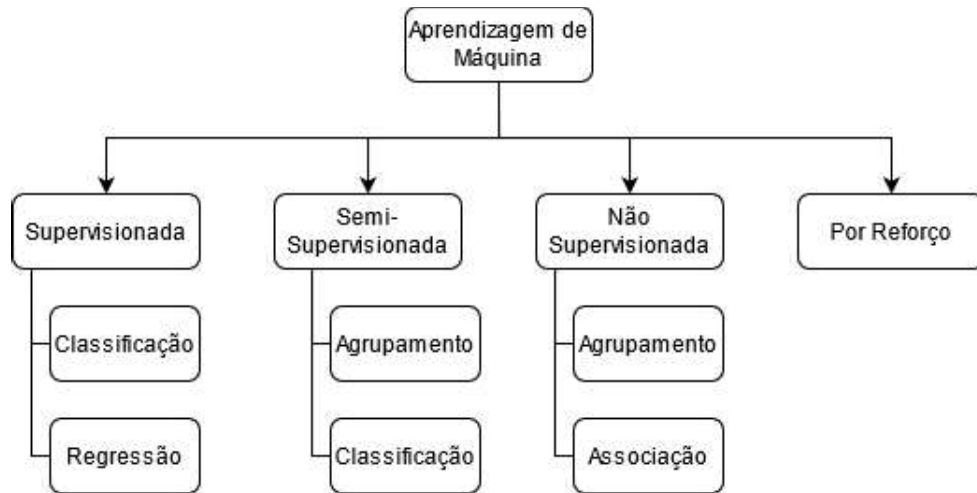 Aprendizagem de
Máquina
Supervisionada
Semi-
Supervisionada
Não
Supervisionada
Por Reforço
Classificação
Agrupamento
Agrupamento
Regressão
Classificação
Associação